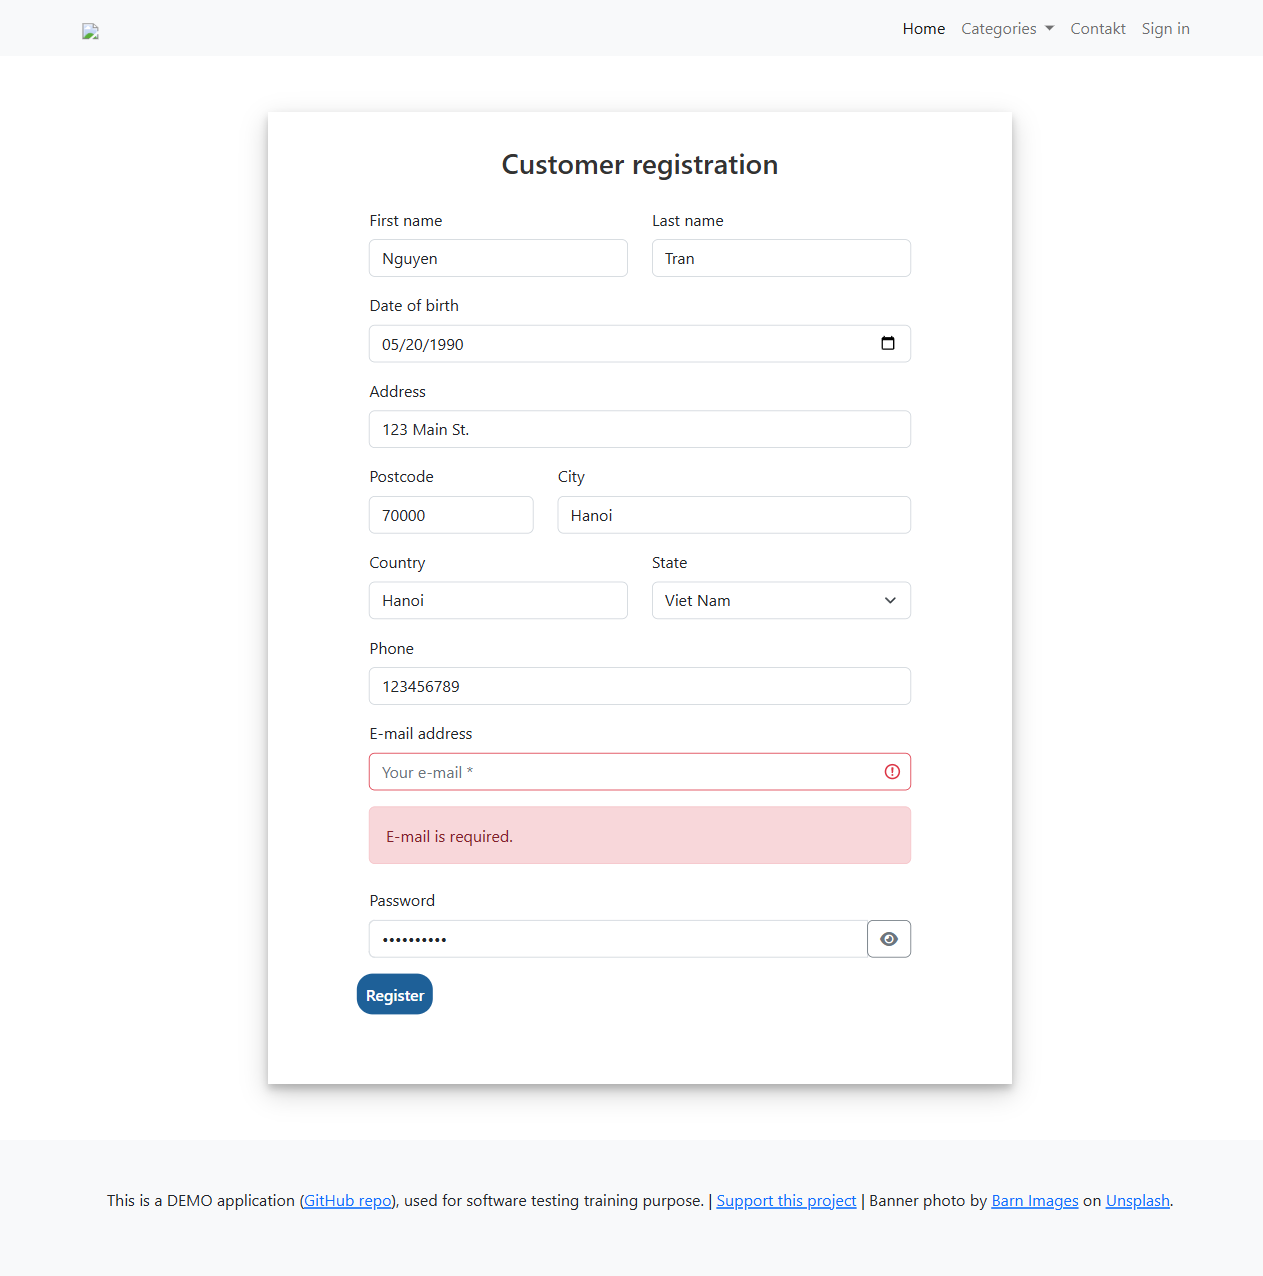 Home Categories Contakt Sign in
Customer registration
First name Last name
Nguyen Tran
Date of birth
05/20/1990
Address
123 Main St.
Postcode City
70000 Hanoi
Country State
Hanoi Viet Nam
Phone
123456789
E-mail address
Your e-mail *
E-mail is required.
Password
••••••••••
Register
This is a DEMO application (GitHub repo), used for software testing training purpose. | Support this project | Banner photo by Barn Images on Unsplash.